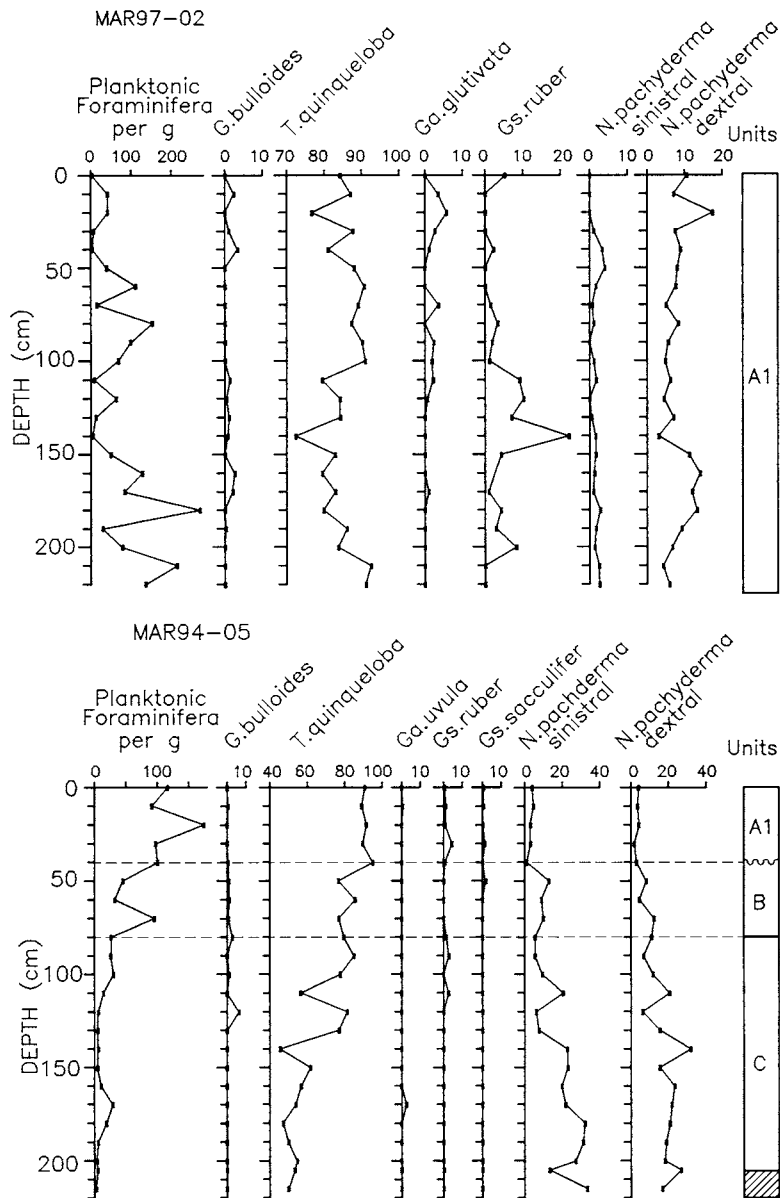 MAR97-02
Planktonic
Foraminifera
per g
G.bulloides
T.quinqueloba
Ga.glutivata
Gs.ruber
N.pachyderma
sinistral
N.pachyderma
dextral
Units
0 100 200
0 10
70 80 90 100
0 10
0 10 20
0 10
0 10 20
0
50
100
150
200
DEPTH (cm)
A1
MAR94-05
Planktonic
Foraminifera
per g
G.bulloides
T.quinqueloba
Ga.uvula
Gs.ruber
Gs.sacculifer
N.pachderma
sinistral
N.pachyderma
dextral
Units
0 100
10
40 60 80 100
10
10
10
0 20 40
0 20 40
0
50
100
150
200
DEPTH (cm)
A1
B
C